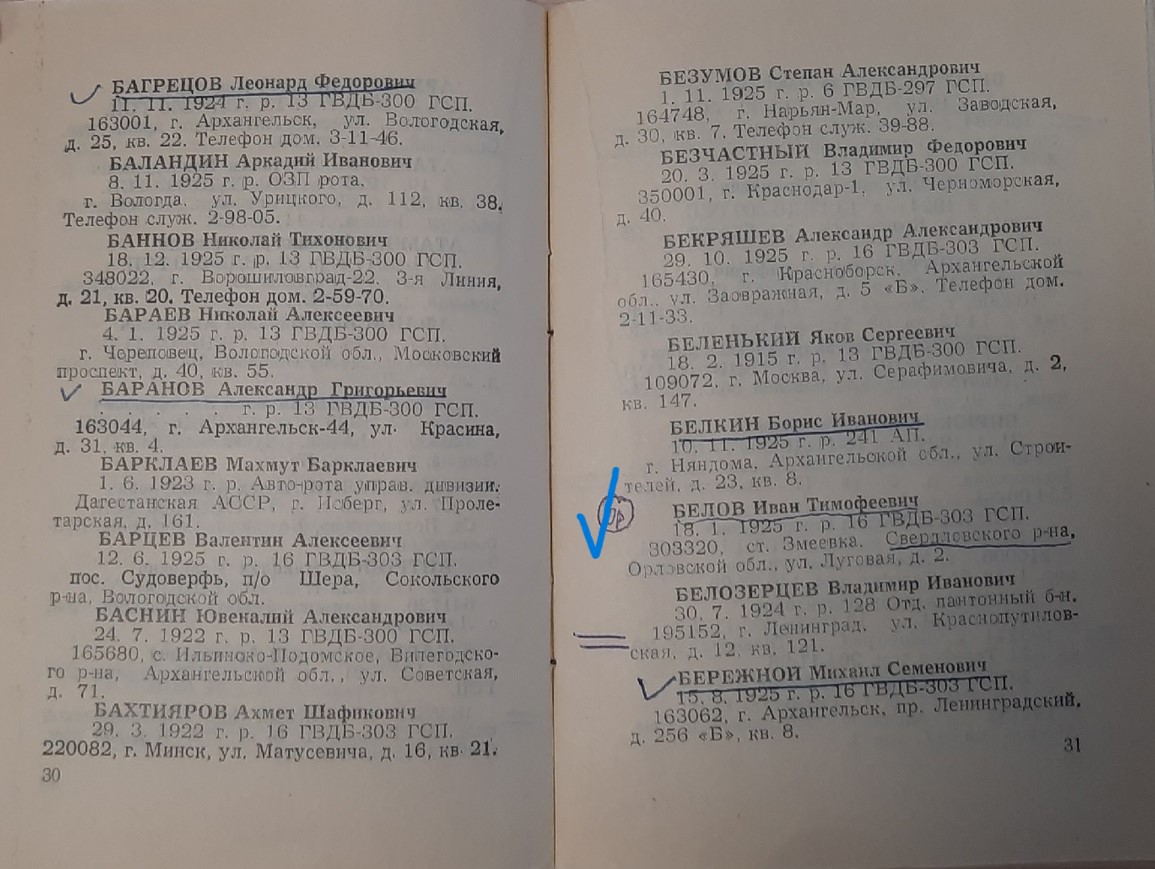 БАГРЕЦОВ Леонард Федорович
11. 11. 1924 г. р. 13 ГВДБ-300 ГСП.
163001, г. Архангельск, ул. Вологодская,
д. 25, кв. 22. Телефон дом. 3-11-46.
БАЛАНДИН Аркадий Иванович
8. 11. 1925 г. р. ОЗП рота.
г. Вологда, ул. Урицкого, д. 112, кв. 38.
Телефон служ. 2-98-05.
БАННОВ Николай Тихонович
18. 12. 1925 г. р. 13 ГВДБ-300 ГСП.
348022, г. Ворошиловград-22. 3-я Линия,
д. 21, кв. 20. Телефон дом. 2-59-70.
БАРАЕВ Николай Алексеевич
4. 1. 1925 г. р. 13 ГВДБ-300 ГСП.
г. Череповец, Вологодской обл., Московский
проспект, д. 40, кв. 55.
БАРАНОВ Александр Григорьевич
. . . . . г. р. 13 ГВДБ-300 ГСП.
163044, г. Архангельск-44, ул. Красина,
д. 31, кв. 4.
БАРКЛАЕВ Махмут Барклаевич
1. 6. 1923 г. р. Авто-рота управ. дивизии.
Дагестанская АССР, г. Исберг, ул. Проле-
тарская, д. 161.
БАРЦЕВ Валентин Алексеевич
12. 6. 1925 г. р. 16 ГВДБ-303 ГСП.
пос. Судоверфь, п/о Шера, Сокольского
р-на, Вологодской обл.
БАСНИН Ювеналий Александрович
24. 7. 1922 г. р. 13 ГВДБ-300 ГСП.
165680, с. Ильинско-Подомское, Вилегодско-
го р-на, Архангельской обл., ул. Советская,
д. 71.
БАХТИЯРОВ Ахмет Шафикович
29. 3. 1922 г. р. 16 ГВДБ-303 ГСП.
220082, г. Минск, ул. Матусевича, д. 16, кв. 21.
30
БЕЗУМОВ Степан Александрович
1. 11. 1925 г. р. 6 ГВДБ-297 ГСП.
164748, г. Нарьян-Мар, ул. Заводская,
д. 30, кв. 7. Телефон служ. 39-88.
БЕЗЧАСТНЫЙ Владимир Федорович
20. 3. 1925 г. р. 13 ГВДБ-300 ГСП.
350001, г. Краснодар-1, ул. Черноморская,
д. 40.
БЕКРЯШЕВ Александр Александрович
29. 10. 1925 г. р. 16 ГВДБ-303 ГСП.
165430, г. Красноборск, Архангельской
обл., ул. Заовражная, д. 5 «Б». Телефон дом.
2-11-33.
БЕЛЕНЬКИЙ Яков Сергеевич
18. 2. 1915 г. р. 13 ГВДБ-300 ГСП.
109072, г. Москва, ул. Серафимовича, д. 2,
кв. 147.
БЕЛКИН Борис Иванович
10. 11. 1925 г. р. 241 АП.
г. Няндома, Архангельской обл., ул. Строи-
телей, д. 23, кв. 8.
БЕЛОВ Иван Тимофеевич
18. 1. 1925 г. р. 16 ГВДБ-303 ГСП.
303320, ст. Змеевка, Свердловского р-на,
Орловской обл., ул. Луговая, д. 2.
БЕЛОЗЕРЦЕВ Владимир Иванович
30. 7. 1924 г. р. 128 Отд. пантонный б-н.
195152, г. Ленинград, ул. Краснопутилов-
ская, д. 12, кв. 121.
БЕРЕЖНОЙ Михаил Семенович
15. 8. 1925 г. р. 16 ГВДБ-303 ГСП.
163062, г. Архангельск, пр. Ленинградский,
д. 256 «Б», кв. 8.
31